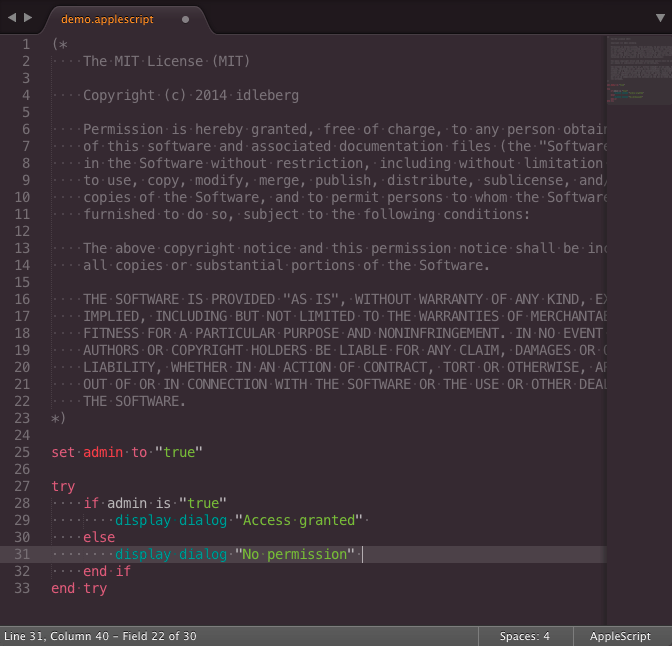 demo.applescript
1 (*
2 The MIT License (MIT)
3
4 Copyright (c) 2014 idleberg
5
6 Permission is hereby granted, free of charge, to any person obtain
7 of this software and associated documentation files (the "Software
8 in the Software without restriction, including without limitation
9 to use, copy, modify, merge, publish, distribute, sublicense, and/
10 copies of the Software, and to permit persons to whom the Software
11 furnished to do so, subject to the following conditions:
12
13 The above copyright notice and this permission notice shall be inc
14 all copies or substantial portions of the Software.
15
16 THE SOFTWARE IS PROVIDED "AS IS", WITHOUT WARRANTY OF ANY KIND, EX
17 IMPLIED, INCLUDING BUT NOT LIMITED TO THE WARRANTIES OF MERCHANTA
18 FITNESS FOR A PARTICULAR PURPOSE AND NONINFRINGEMENT. IN NO EVENT
19 AUTHORS OR COPYRIGHT HOLDERS BE LIABLE FOR ANY CLAIM, DAMAGES OR O
20 LIABILITY, WHETHER IN AN ACTION OF CONTRACT, TORT OR OTHERWISE, AR
21 OUT OF OR IN CONNECTION WITH THE SOFTWARE OR THE USE OR OTHER DEAL
22 THE SOFTWARE.
23 *)
24
25 set admin to "true"
26
27 try
28 if admin is "true"
29 display dialog "Access granted"
30 else
31 display dialog "No permission"
32 end if
33 end try
Line 31, Column 40 – Field 22 of 30 Spaces: 4 AppleScript